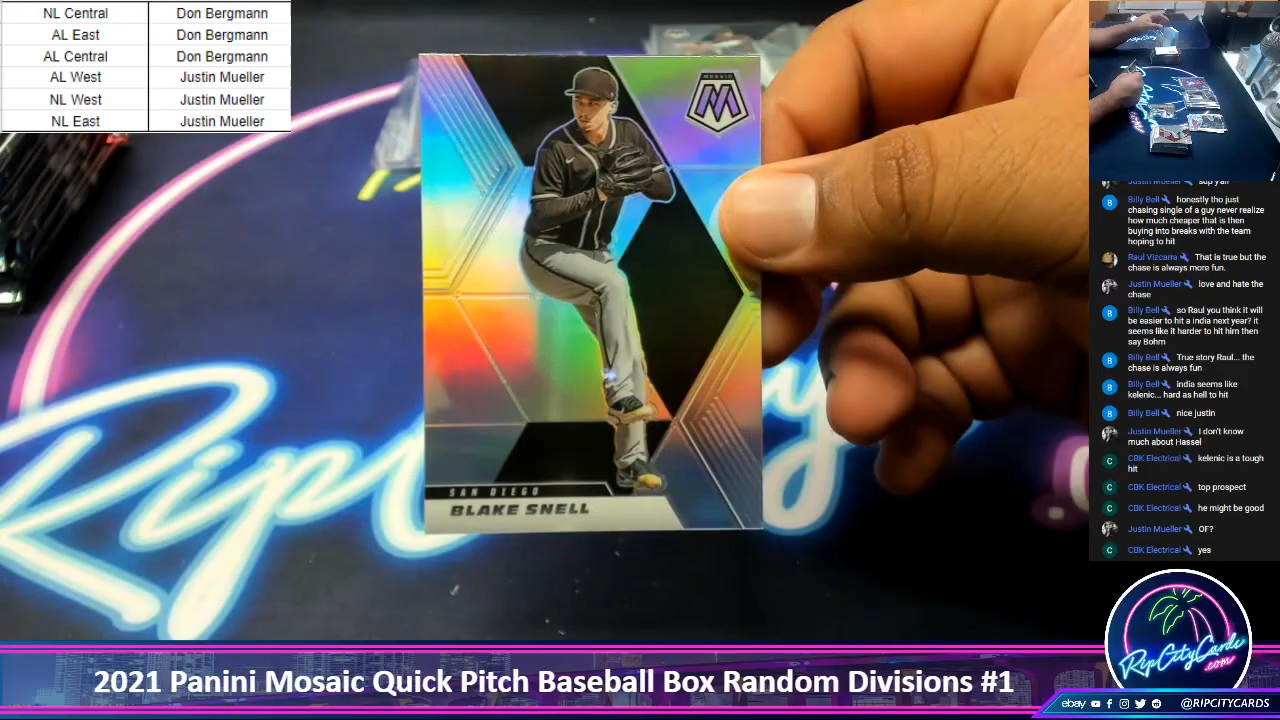 NL Central Don Bergmann
AL East Don Bergmann
AL Central Don Bergmann
AL West Justin Mueller
NL West Justin Mueller
NL East Justin Mueller
MOSAIC
SAN DIEGO
BLAKE SNELL
Justin Mueller sup y'all
Billy Bell honestly tho just
chasing single of a guy never realize
how much cheaper that is then
buying into breaks with the team
hoping to hit
Raul Vizcarra That is true but the
chase is always more fun.
Justin Mueller love and hate the
chase
Billy Bell so Raul you think it will
be easier to hit a india next year? it
seems like it harder to hit him then
say Bohm
Billy Bell True story Raul... the
chase is always fun
Billy Bell india seems like
kelenic... hard as hell to hit
Billy Bell nice justin
Justin Mueller I don't know
much about Hassel
CBK Electrical kelenic is a tough
hit
CBK Electrical top prospect
CBK Electrical he might be good
Justin Mueller OF?
CBK Electrical yes
RipCityCards
.com
2021 Panini Mosaic Quick Pitch Baseball Box Random Divisions #1
ebay @RIPCITYCARDS